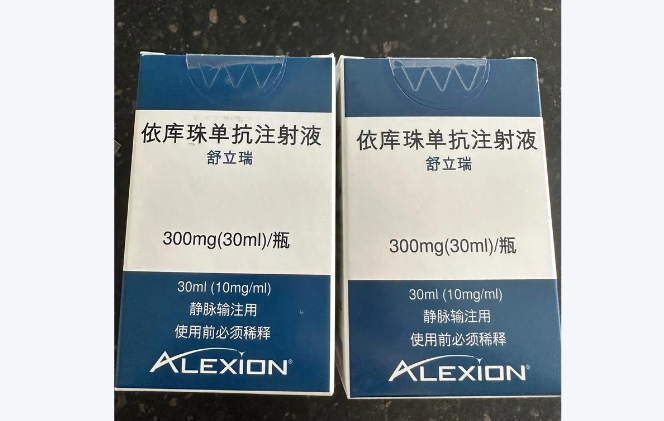 依库珠单抗注射液
舒立瑞
300mg(30ml)/瓶
30ml (10mg/ml)
静脉输注用
使用前必须稀释
ALEXION®
依库珠单抗注射液
舒立瑞
300mg(30ml)/瓶
30ml (10mg/ml)
静脉输注用
使用前必须稀释
ALEXION®